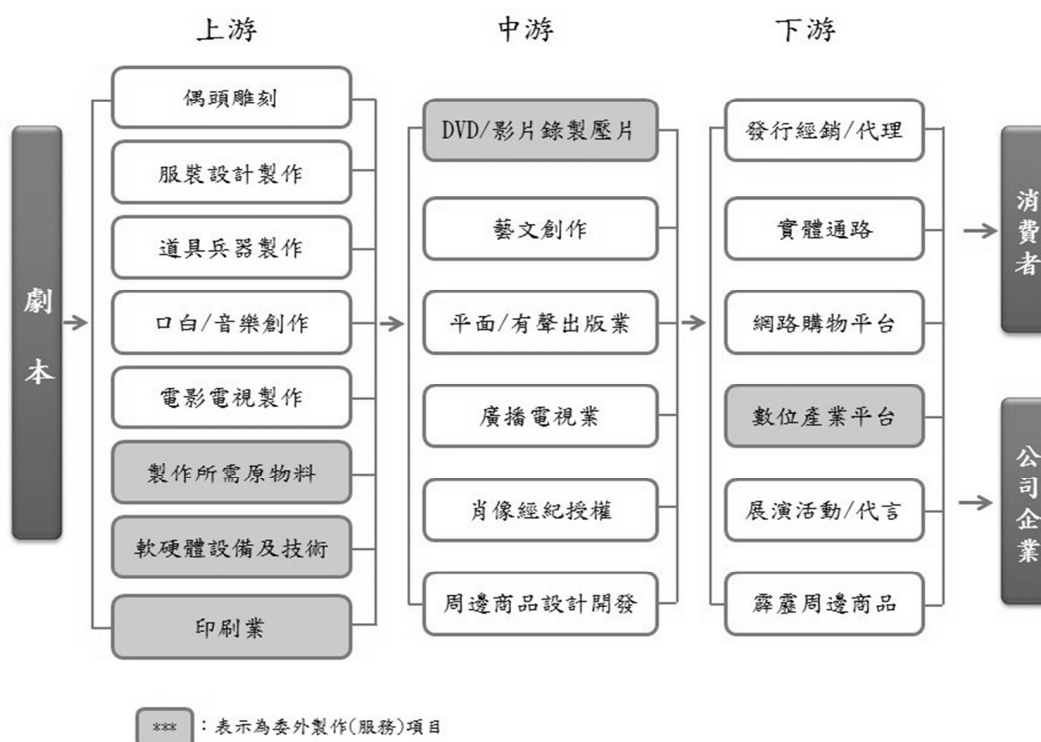 上游
中游
下游
劇本
偶頭雕刻
服裝設計製作
道具兵器製作
口白/音樂創作
電影電視製作
製作所需原物料
軟硬體設備及技術
印刷業
DVD/影片錄製壓片
藝文創作
平面/有聲出版業
廣播電視業
肖像經紀授權
周邊商品設計開發
發行經銷/代理
實體通路
網路購物平台
數位產業平台
展演活動/代言
霹靂周邊商品
消費者
公司企業
***：表示為委外製作(服務)項目